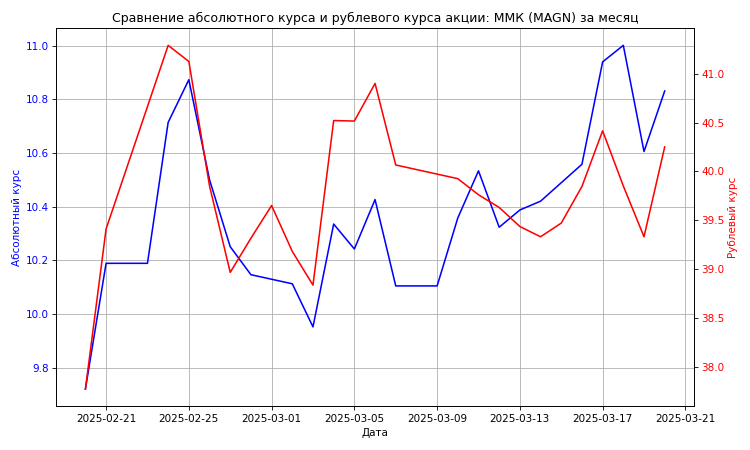 Сравнение абсолютного курса и рублевого курса акции: ММК (MAGN) за месяц
11.0
10.8
10.6
10.4
10.2
10.0
9.8
Абсолютный курс
41.0
40.5
40.0
39.5
39.0
38.5
38.0
Рублевый курс
2025-02-21 2025-02-25 2025-03-01 2025-03-05 2025-03-09 2025-03-13 2025-03-17 2025-03-21
Дата